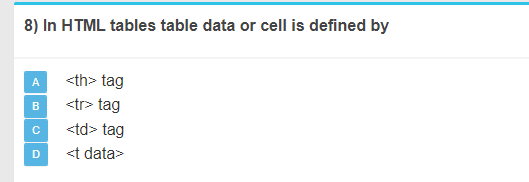 8) In HTML tables table data or cell is defined by
A <th> tag
B <tr> tag
C <td> tag
D <t data>